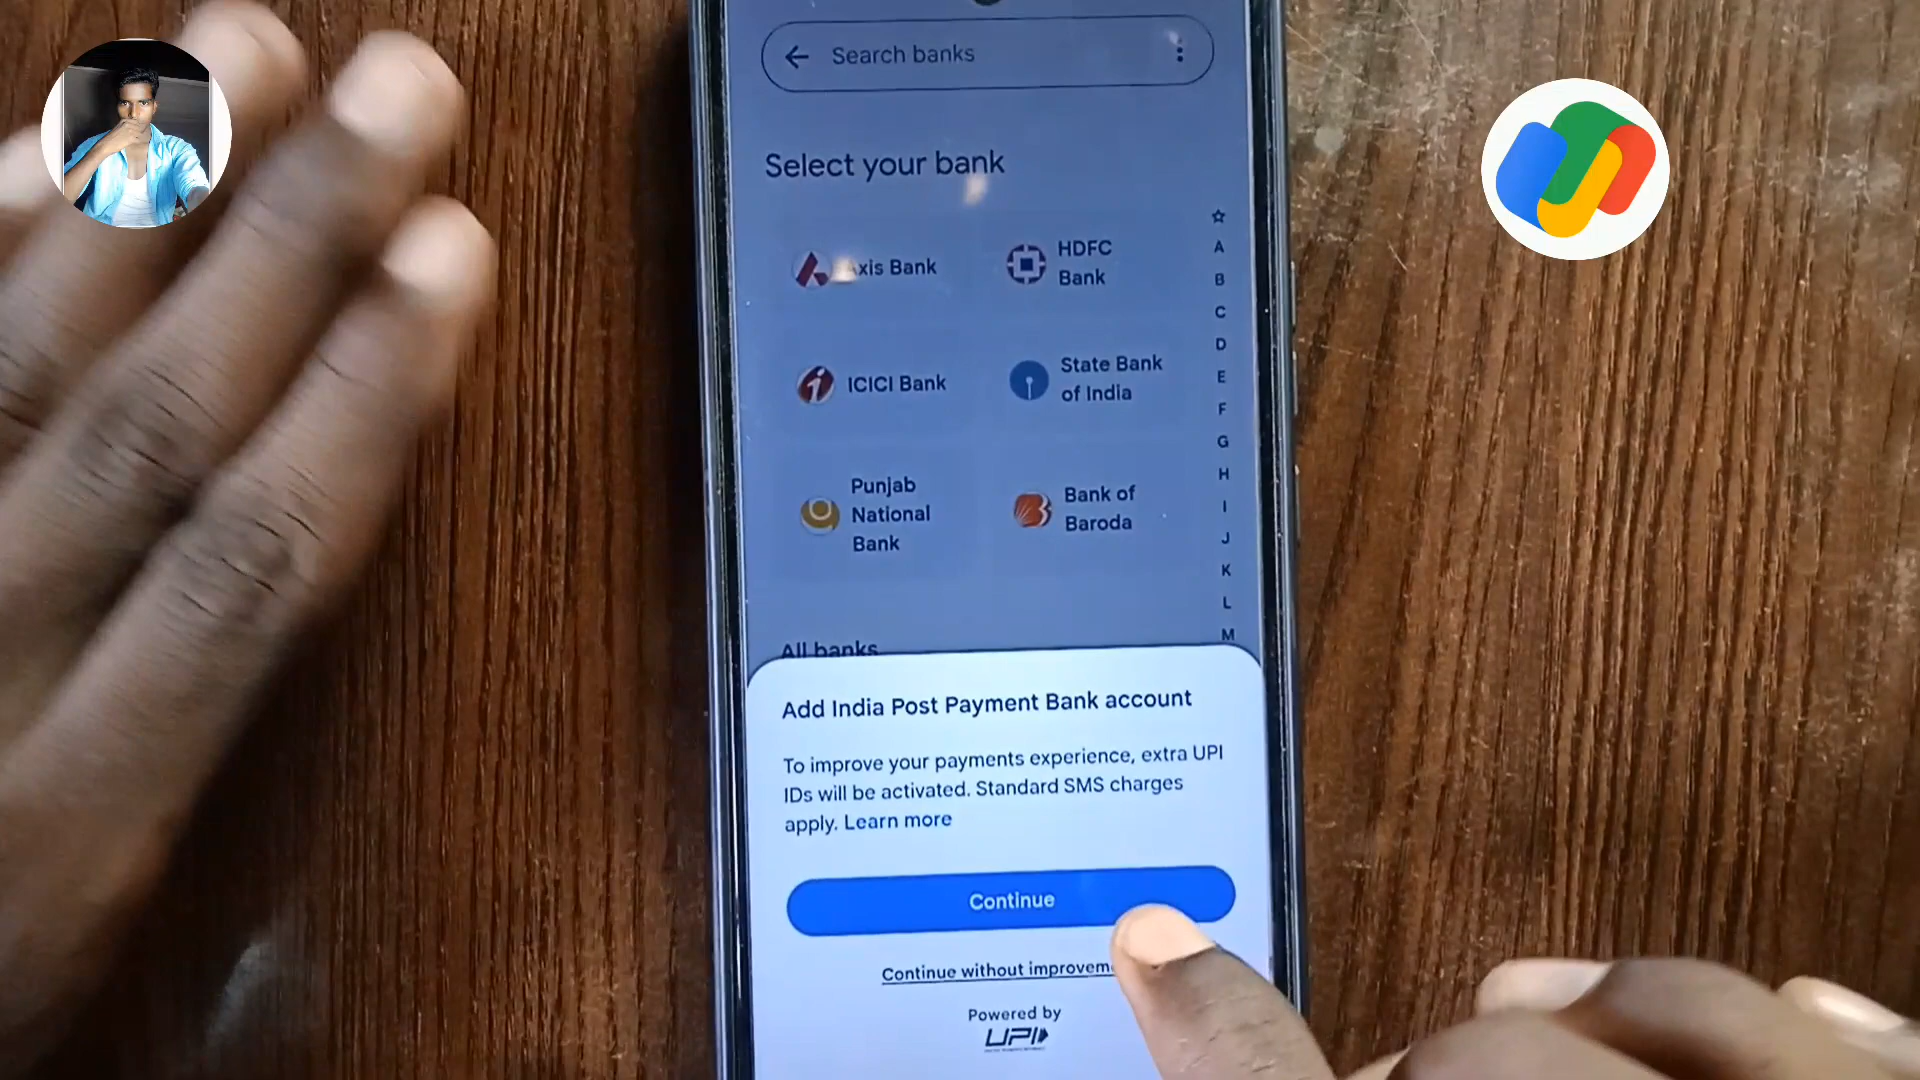 Search banks
Select your bank
Axis Bank
HDFC
Bank
ICICI Bank
State Bank
of India
Punjab
National
Bank
Bank of
Baroda
A
B
C
D
E
F
G
H
I
J
K
L
M
All banks
Add India Post Payment Bank account
To improve your payments experience, extra UPI
IDs will be activated. Standard SMS charges
apply. Learn more
Continue
Continue without
Powered by
UPI